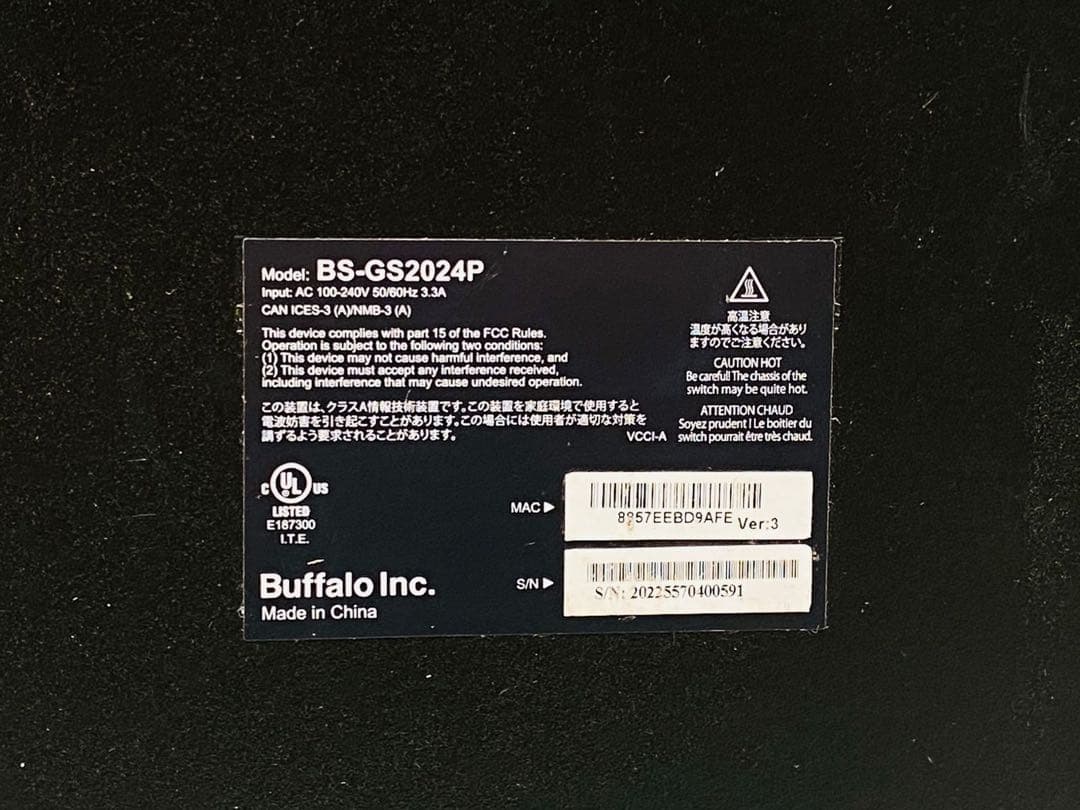 Model: BS-GS2024P
Input: AC 100-240V 50/60Hz 3.3A
CAN ICES-3 (A)/NMB-3 (A)
This device complies with part 15 of the FCC Rules.
Operation is subject to the following two conditions:
(1) This device may not cause harmful interference, and
(2) This device must accept any interference received,
including interference that may cause undesired operation.
この装置は、クラスA情報技術装置です。この装置を家庭環境で使用すると
電波妨害を引き起こすことがあります。この場合には使用者が適切な対策を
講ずるよう要求されることがあります。
VCCI-A
高温注意
温度が高くなる場合があり
ますのでご注意ください。
CAUTION HOT
Be careful! The chassis of the
switch may be quite hot.
ATTENTION CHAUD
Soyez prudent ! Le boitier du
switch pourrait être très chaud.
C UL US
LISTED
E167300
I.T.E.
MAC
Ver:3
Buffalo Inc.
Made in China
S/N
S/N: 20225570400591